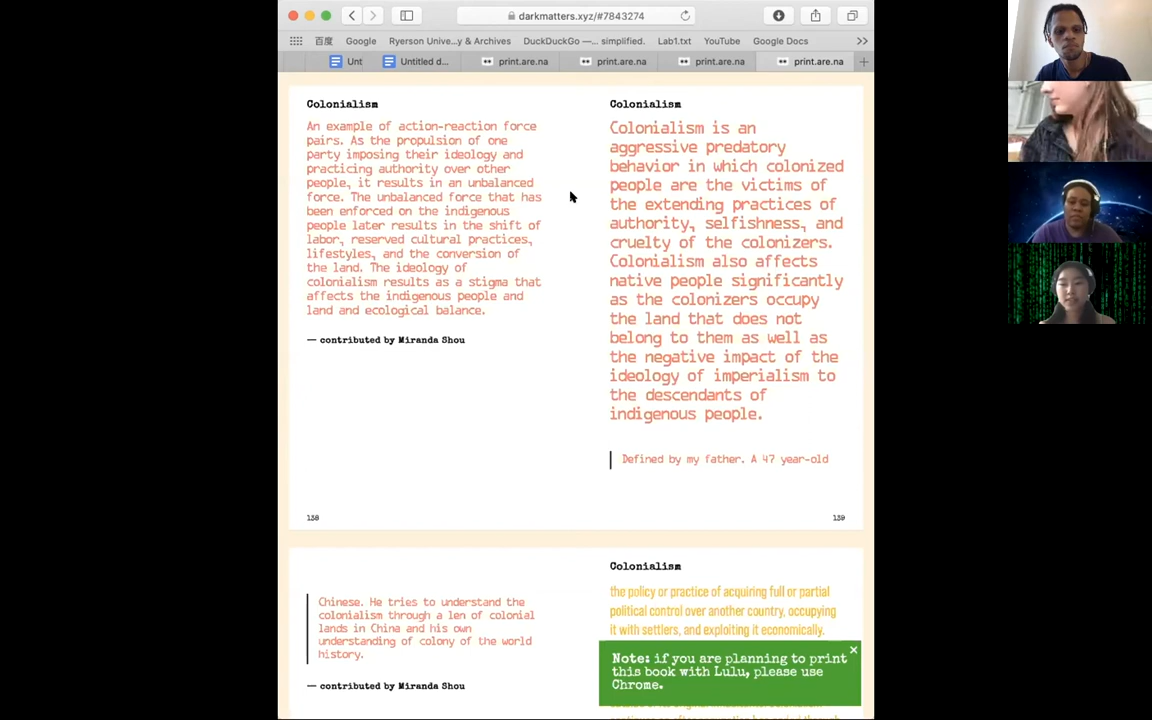 darkmatters.xyz/#7843274
百度
Google
Ryerson Unive...y & Archives
DuckDuckGo — ... simplified.
Lab1.txt
YouTube
Google Docs
Unt
Untitled d...
print.are.na
print.are.na
print.are.na
print.are.na
Colonialism
An example of action-reaction force
pairs. As the propulsion of one
party imposing their ideology and
practicing authority over other
people, it results in an unbalanced
force. The unbalanced force that has
been enforced on the indigenous
people later results in the shift of
labor, reserved cultural practices,
lifestyles, and the conversion of
the land. The ideology of
colonialism results as a stigma that
affects the indigenous people and
land and ecological balance.
— contributed by Miranda Shou
138
Colonialism
Colonialism is an
aggressive predatory
behavior in which colonized
people are the victims of
the extending practices of
authority, selfishness, and
cruelty of the colonizers.
Colonialism also affects
native people significantly
as the colonizers occupy
the land that does not
belong to them as well as
the negative impact of the
ideology of imperialism to
the descendants of
indigenous people.
Defined by my father. A 47 year-old
139
Chinese. He tries to understand the
colonialism through a len of colonial
lands in China and his own
understanding of colony of the world
history.
— contributed by Miranda Shou
Colonialism
the policy or practice of acquiring full or partial
political control over another country, occupying
it with settlers, and exploiting it economically.
Note: if you are planning to print
this book with Lulu, please use
Chrome.